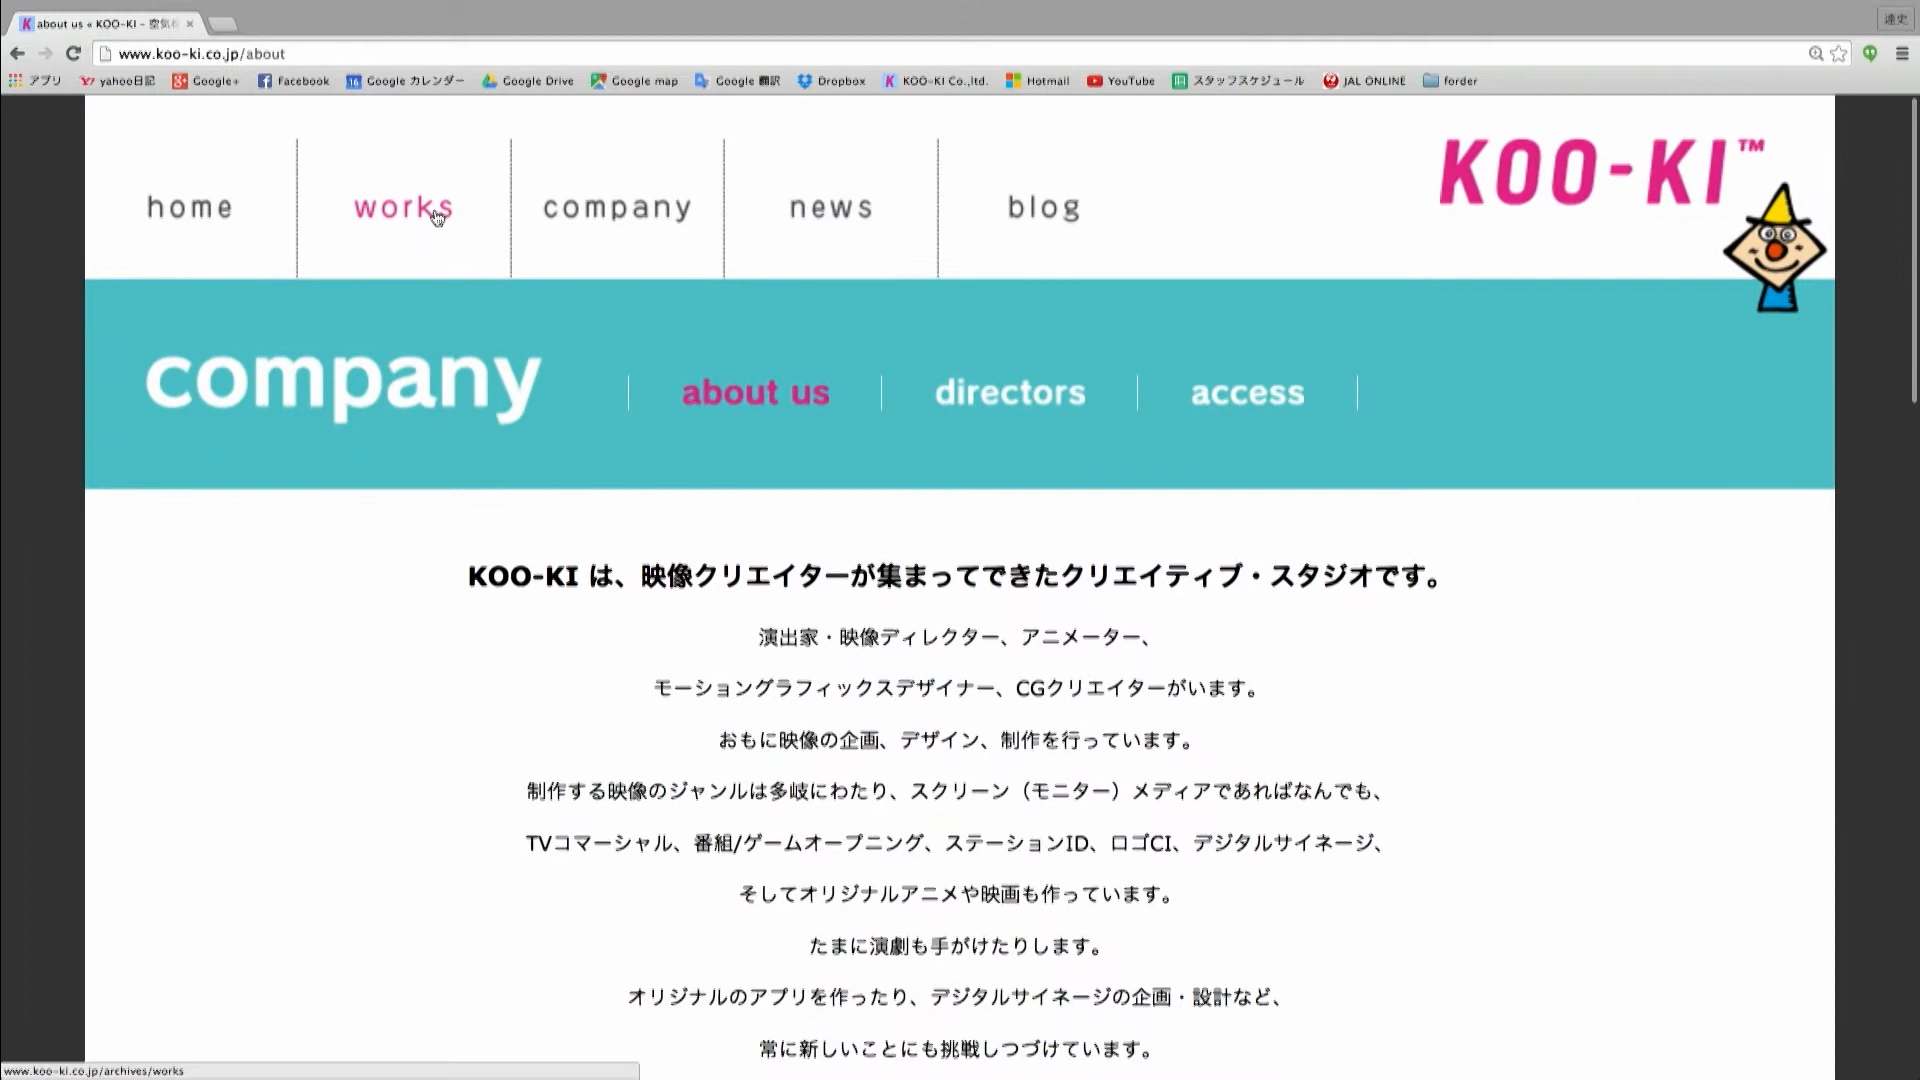 about us « KOO-KI - 空気
達史
www.koo-ki.co.jp/about
アプリ yahoo日記 Google+ Facebook Google カレンダー Google Drive Google map Google 翻訳 Dropbox KOO-KI Co.,ltd. Hotmail YouTube スタッフスケジュール JAL ONLINE forder
home works company news blog
KOO-KI™
company about us directors access
KOO-KI は、映像クリエイターが集まってできたクリエイティブ・スタジオです。
演出家・映像ディレクター、アニメーター、
モーショングラフィックスデザイナー、CGクリエイターがいます。
おもに映像の企画、デザイン、制作を行っています。
制作する映像のジャンルは多岐にわたり、スクリーン（モニター）メディアであればなんでも、
TVコマーシャル、番組/ゲームオープニング、ステーションID、ロゴCI、デジタルサイネージ、
そしてオリジナルアニメや映画も作っています。
たまに演劇も手がけたりします。
オリジナルのアプリを作ったり、デジタルサイネージの企画・設計など、
常に新しいことにも挑戦しつづけています。
www.koo-ki.co.jp/archives/works